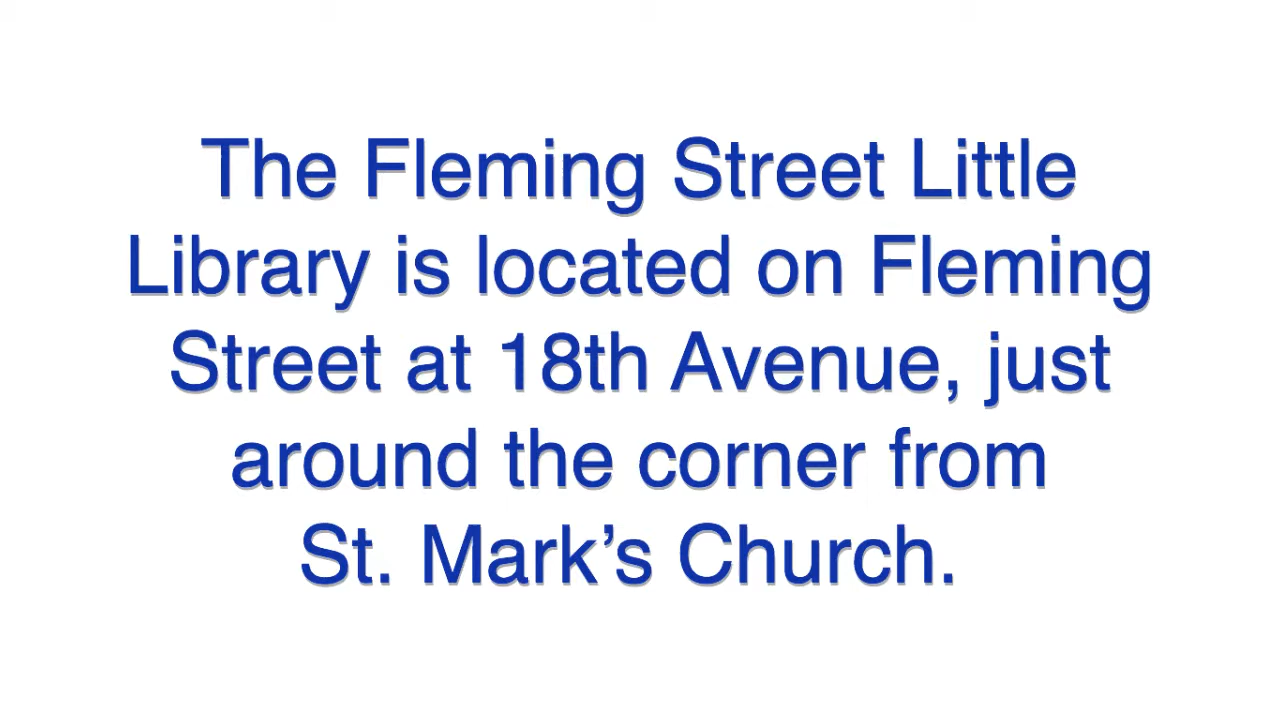 The Fleming Street Little
Library is located on Fleming
Street at 18th Avenue, just
around the corner from
St. Mark’s Church.